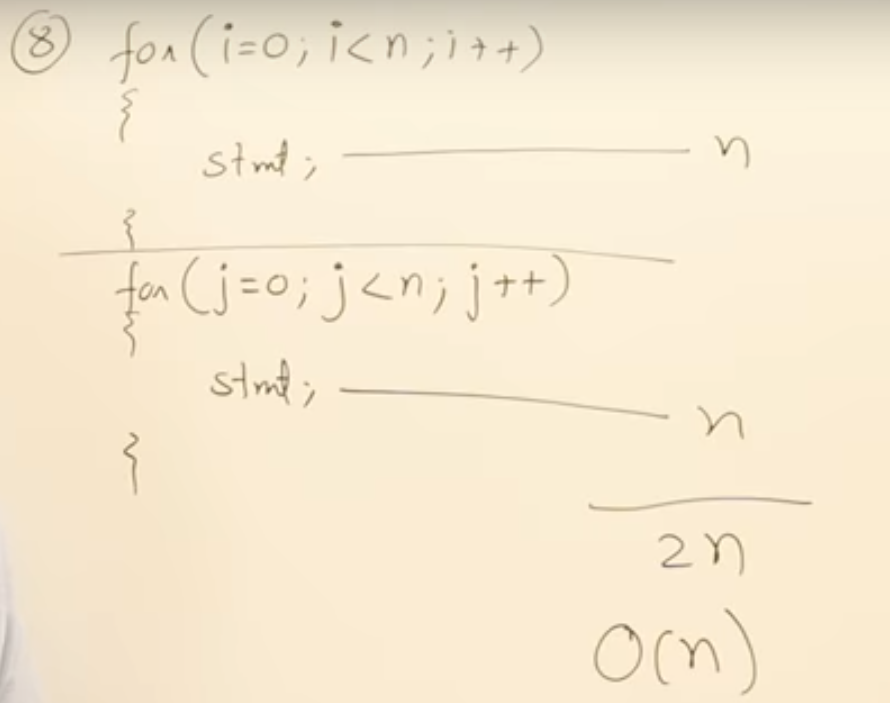 ⑧ for(i=0; i<n; i++)
{
stmt; n
}
for(j=0; j<n; j++)
{
stmt; n
}
2n
O(n)